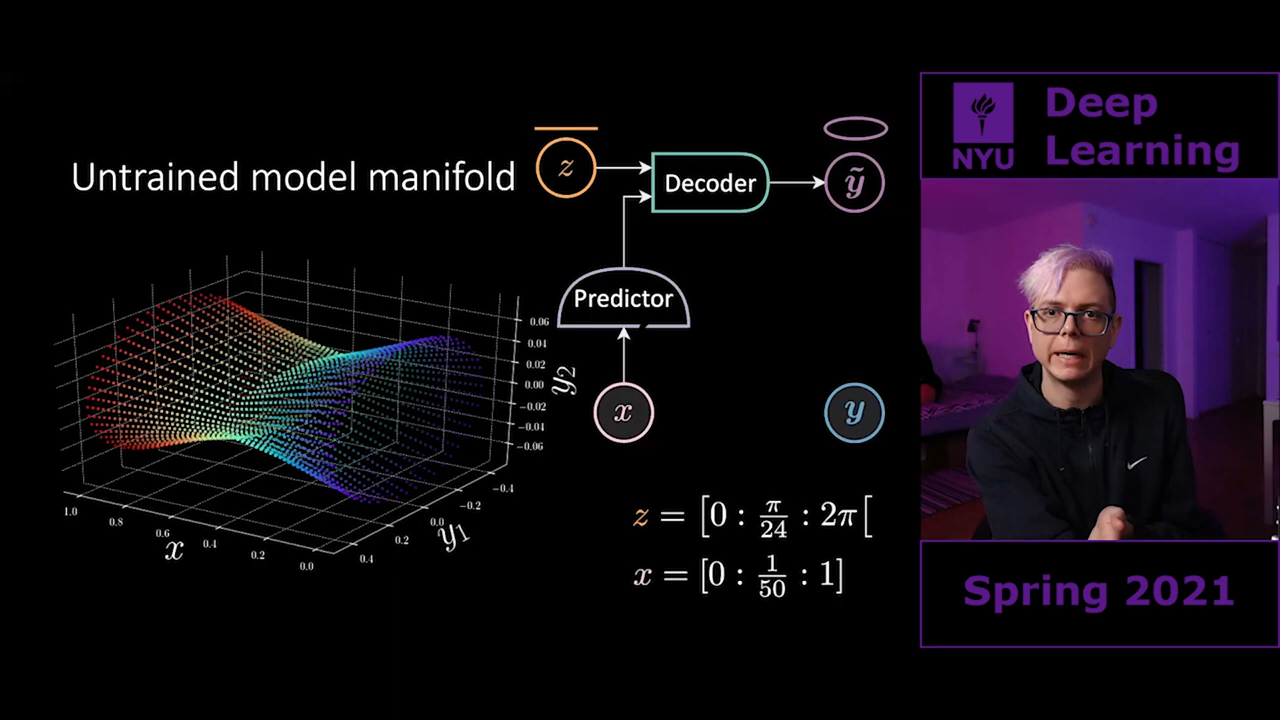 Untrained model manifold
z
Decoder
ỹ
Predictor
x
y
z = [0 : π/24 : 2π[
x = [0 : 1/50 : 1]
0.06
0.04
0.02
0.00
−0.02
−0.04
−0.06
y₂
1.0
0.8
0.6
0.4
0.2
0.0
x
0.4
0.2
0.0
−0.2
−0.4
y₁
NYU
Deep
Learning
Spring 2021